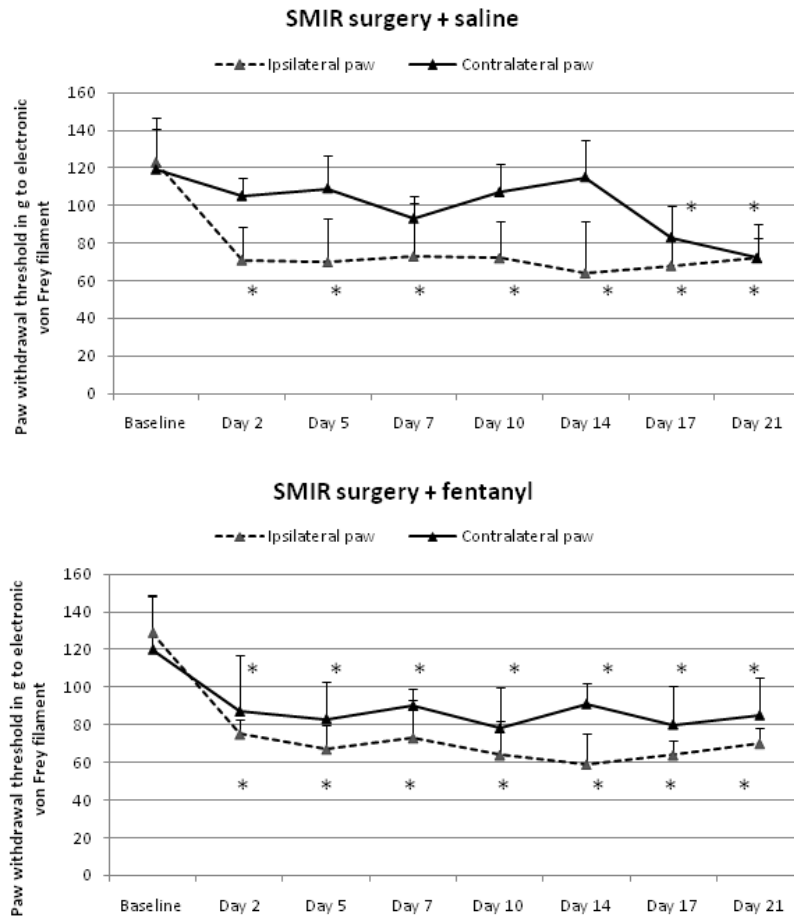 SMIR surgery + saline
Ipsilateral paw
Contralateral paw
Paw withdrawal threshold in g to electronic
von Frey filament
160
140
120
100
80
60
40
20
0
* *
* * * * * * *
Baseline Day 2 Day 5 Day 7 Day 10 Day 14 Day 17 Day 21
SMIR surgery + fentanyl
Ipsilateral paw
Contralateral paw
Paw withdrawal threshold in g to electronic
von Frey filament
160
140
120
100
80
60
40
20
0
* * * * * * *
* * * * * * *
Baseline Day 2 Day 5 Day 7 Day 10 Day 14 Day 17 Day 21